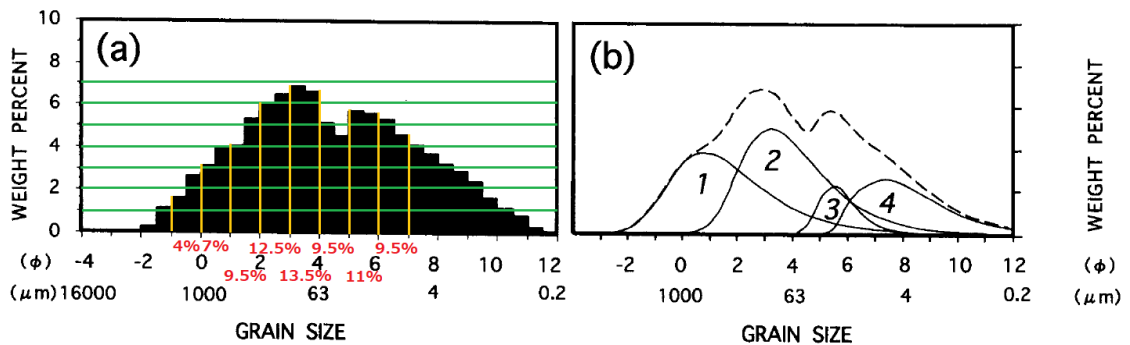 (a)
WEIGHT PERCENT
10
8
6
4
2
0
4% 7% 12.5% 9.5% 9.5%
(ϕ) -4 0 2 4 6 8 10 12
9.5% 13.5% 11%
(μm) 16000 1000 63 4 0.2
GRAIN SIZE
(b)
1
2
3
4
WEIGHT PERCENT
-2 0 2 4 6 8 10 12 (ϕ)
1000 63 4 0.2 (μm)
GRAIN SIZE